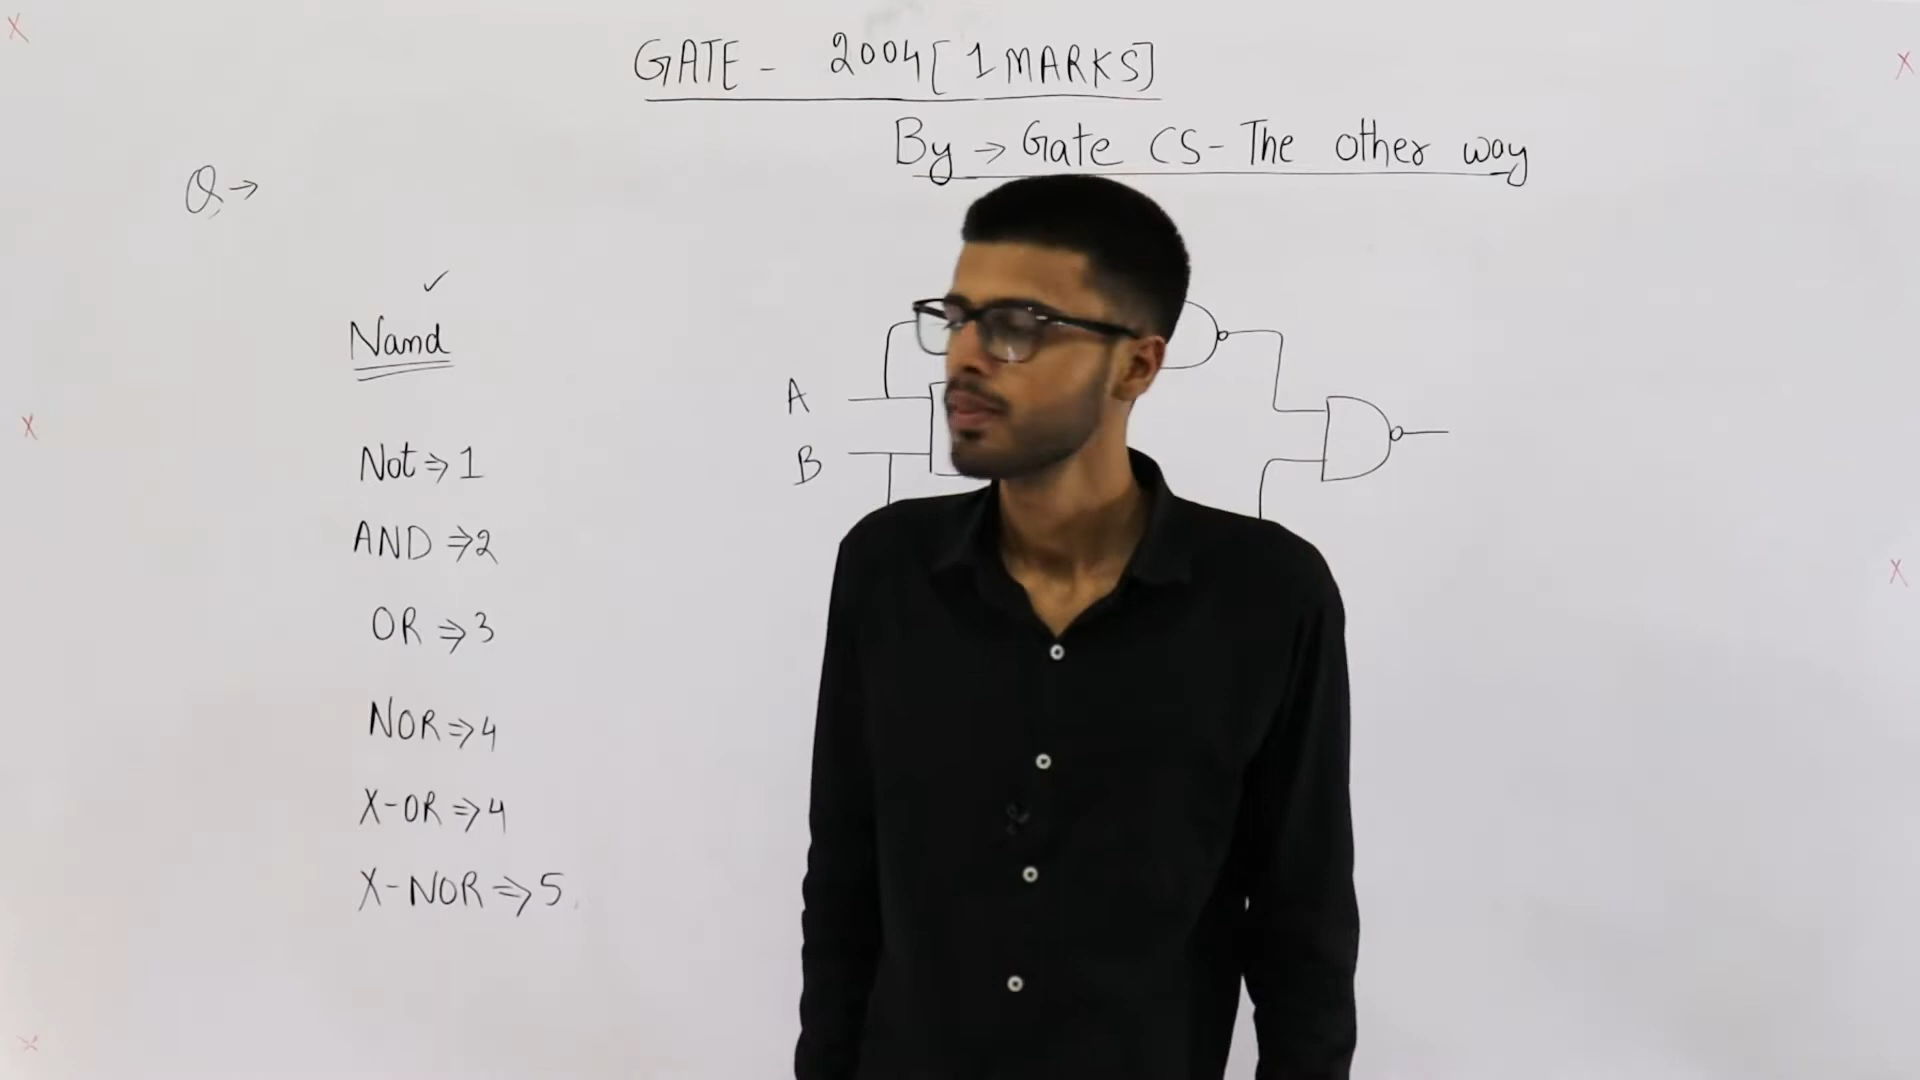 GATE - 2004 [1 MARKS]
By → Gate CS - The other way
Q →
✓
Nand
A
B
Not ⇒ 1
AND ⇒ 2
OR ⇒ 3
NOR ⇒ 4
X-OR ⇒ 4
X-NOR ⇒ 5